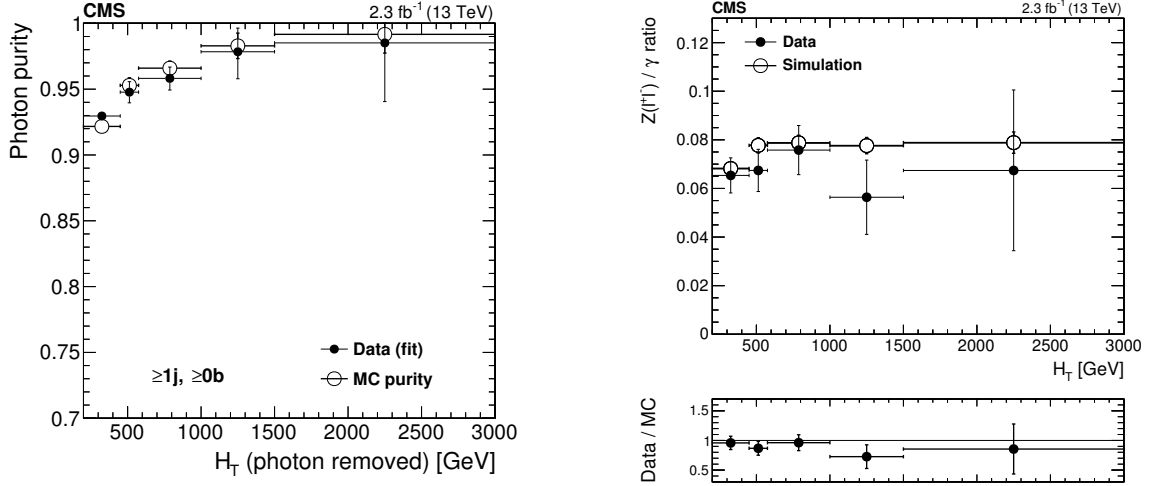 CMS
2.3 fb⁻¹ (13 TeV)
Photon purity
1
0.95
0.9
0.85
0.8
0.75
0.7
Data (fit)
MC purity
≥1j, ≥0b
500 1000 1500 2000 2500 3000
H_T (photon removed) [GeV]
CMS
2.3 fb⁻¹ (13 TeV)
Z(l⁺l⁻) / γ ratio
0.12
0.1
0.08
0.06
0.04
0.02
0
Data
Simulation
500 1000 1500 2000 2500 3000
H_T [GeV]
Data / MC
1.5
1
0.5